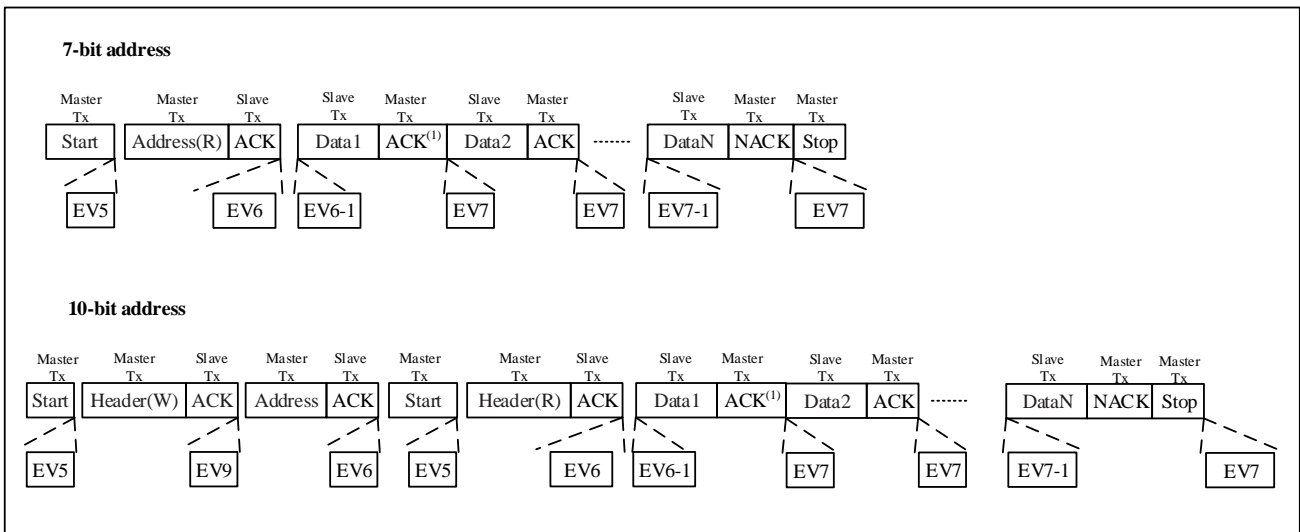 7-bit address
Master Tx Master Tx Slave Tx Slave Tx Master Tx Slave Tx Master Tx Slave Tx Master Tx Master Tx
Start Address(R) ACK Data1 ACK(1) Data2 ACK ........ DataN NACK Stop
EV5 EV6 EV6-1 EV7 EV7 EV7-1 EV7
10-bit address
Master Tx Master Tx Slave Tx Master Tx Slave Tx Master Tx Master Tx Slave Tx Slave Tx Master Tx Slave Tx Master Tx Slave Tx Master Tx Master Tx
Start Header(W) ACK Address ACK Start Header(R) ACK Data1 ACK(1) Data2 ACK ........ DataN NACK Stop
EV5 EV9 EV6 EV5 EV6 EV6-1 EV7 EV7 EV7-1 EV7